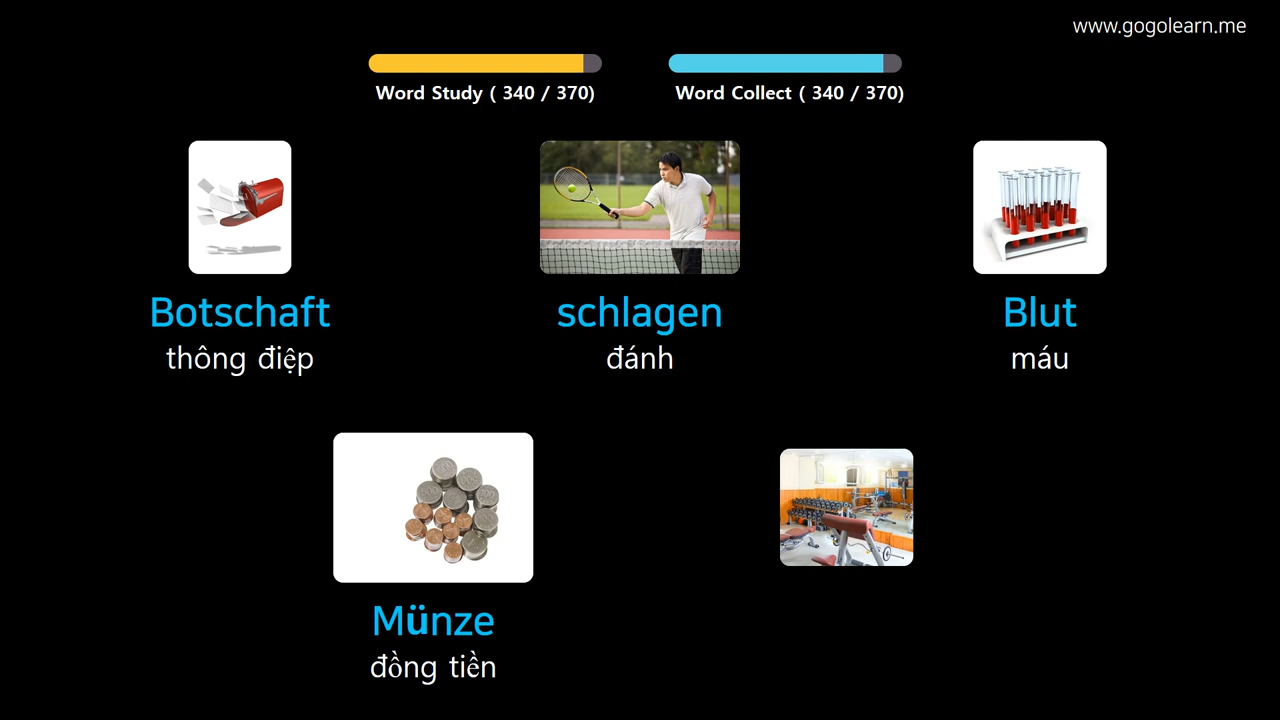 www.gogolearn.me
Word Study ( 340 / 370)
Word Collect ( 340 / 370)
Botschaft
thông điệp
schlagen
đánh
Blut
máu
Münze
đồng tiền